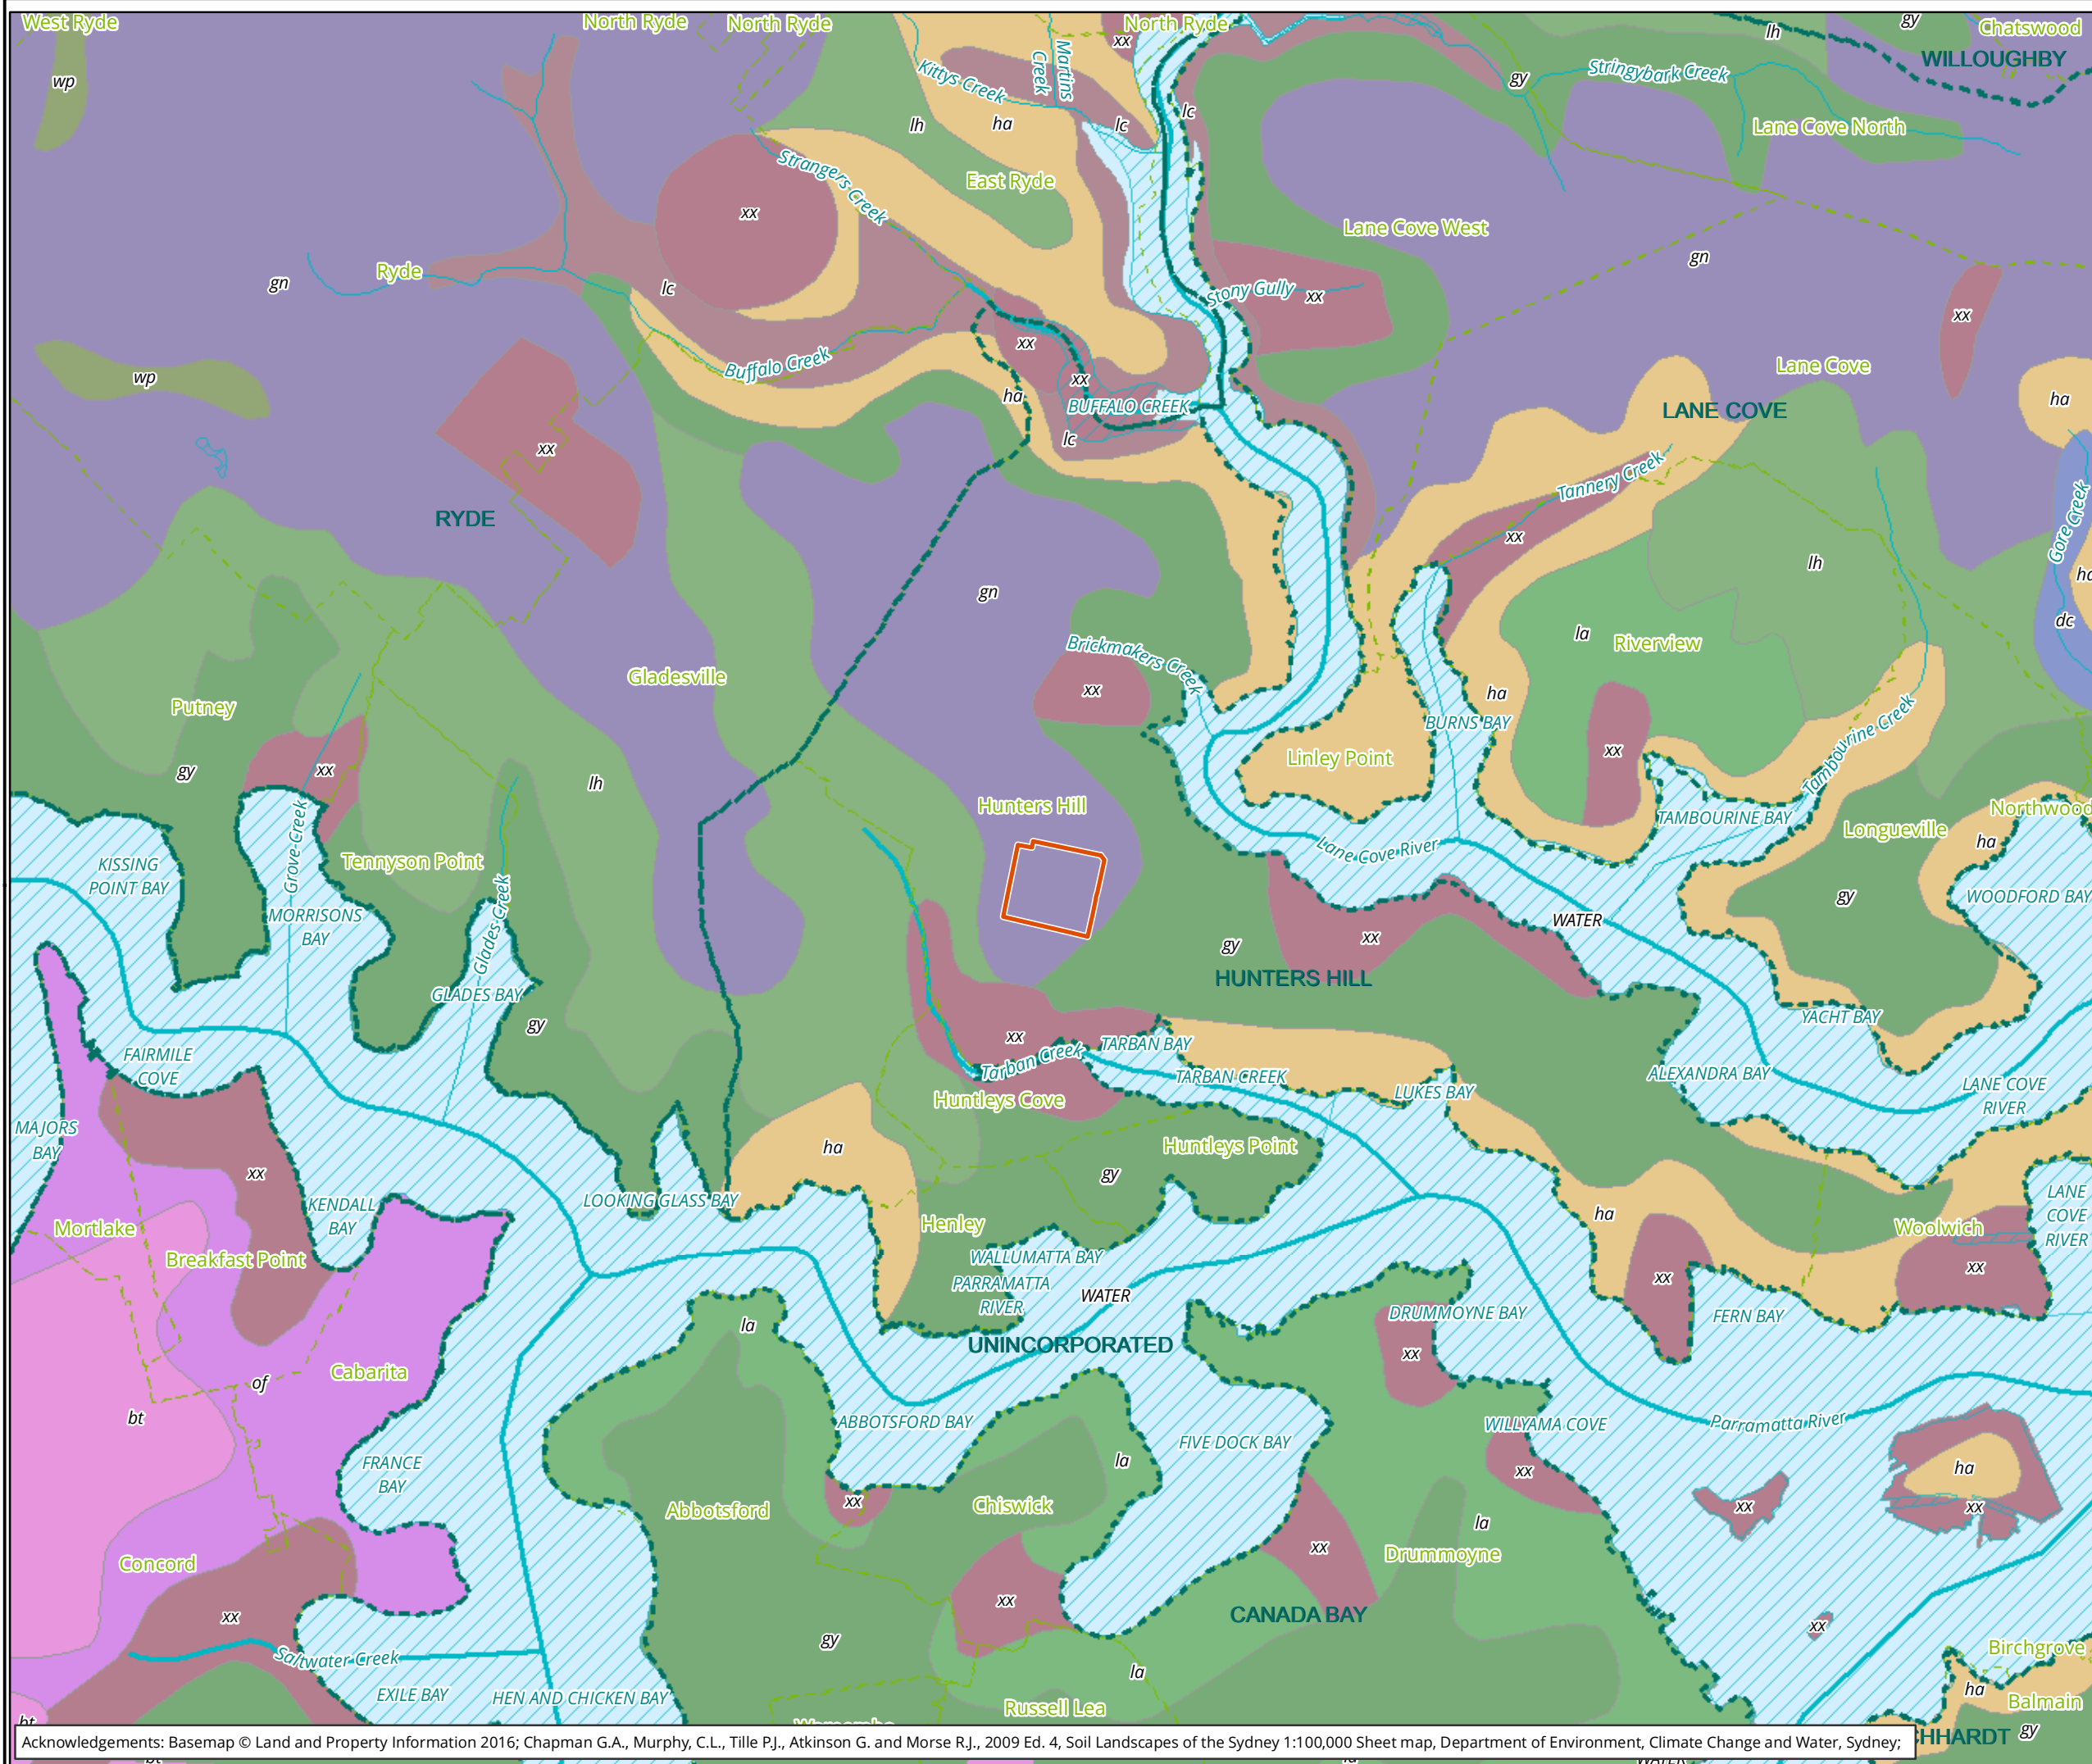 West Ryde
North Ryde
North Ryde
North Ryde
gy
Chatswood
lh
xx
WILLOUGHBY
Martins
Creek
Kittys Creek
wp
gy
Stringybark Creek
lh
ha
lc
lc
Lane Cove North
Strangers Creek
East Ryde
xx
Lane Cove West
gn
Ryde
gn
lc
Stony Gully
xx
xx
xx
Buffalo Creek
Lane Cove
wp
xx
ha
BUFFALO CREEK
LANE COVE
ha
lc
xx
Tannery Creek
RYDE
Gore Creek
xx
lh
gn
dc
la
Riverview
Brickmakers Creek
Gladesville
xx
ha
Putney
BURNS BAY
Tambourine Creek
xx
Linley Point
gy
xx
lh
Hunters Hill
Northwood
TAMBOURINE BAY
Longueville
Grove Creek
Lane Cove River
ha
KISSING
POINT BAY
Tennyson Point
WOODFORD BAY
gy
MORRISONS
BAY
WATER
Glades Creek
xx
gy
HUNTERS HILL
GLADES BAY
YACHT BAY
gy
xx
TARBAN BAY
FAIRMILE
COVE
Tarban Creek
TARBAN CREEK
ALEXANDRA BAY
LUKES BAY
LANE COVE
RIVER
Huntleys Cove
MAJORS
BAY
ha
Huntleys Point
xx
gy
LOOKING GLASS BAY
KENDALL
BAY
LANE
COVE
RIVER
ha
Mortlake
Henley
Woolwich
Breakfast Point
WALLUMATTA BAY
xx
xx
PARRAMATTA
RIVER
WATER
DRUMMOYNE BAY
FERN BAY
la
UNINCORPORATED
xx
Cabarita
of
bt
ABBOTSFORD BAY
WILLYAMA COVE
Parramatta River
FIVE DOCK BAY
la
FRANCE
BAY
ha
xx
xx
Chiswick
xx
xx
Abbotsford
la
xx
Drummoyne
Concord
xx
CANADA BAY
xx
xx
gy
Birchgrove
Saltwater Creek
la
ha
EXILE BAY
HEN AND CHICKEN BAY
Russell Lea
Balmain
bt
gy
HHARDT
Acknowledgements: Basemap © Land and Property Information 2016; Chapman G.A., Murphy, C.L., Tille P.J., Atkinson G. and Morse R.J., 2009 Ed. 4, Soil Landscapes of the Sydney 1:100,000 Sheet map, Department of Environment, Climate Change and Water, Sydney;